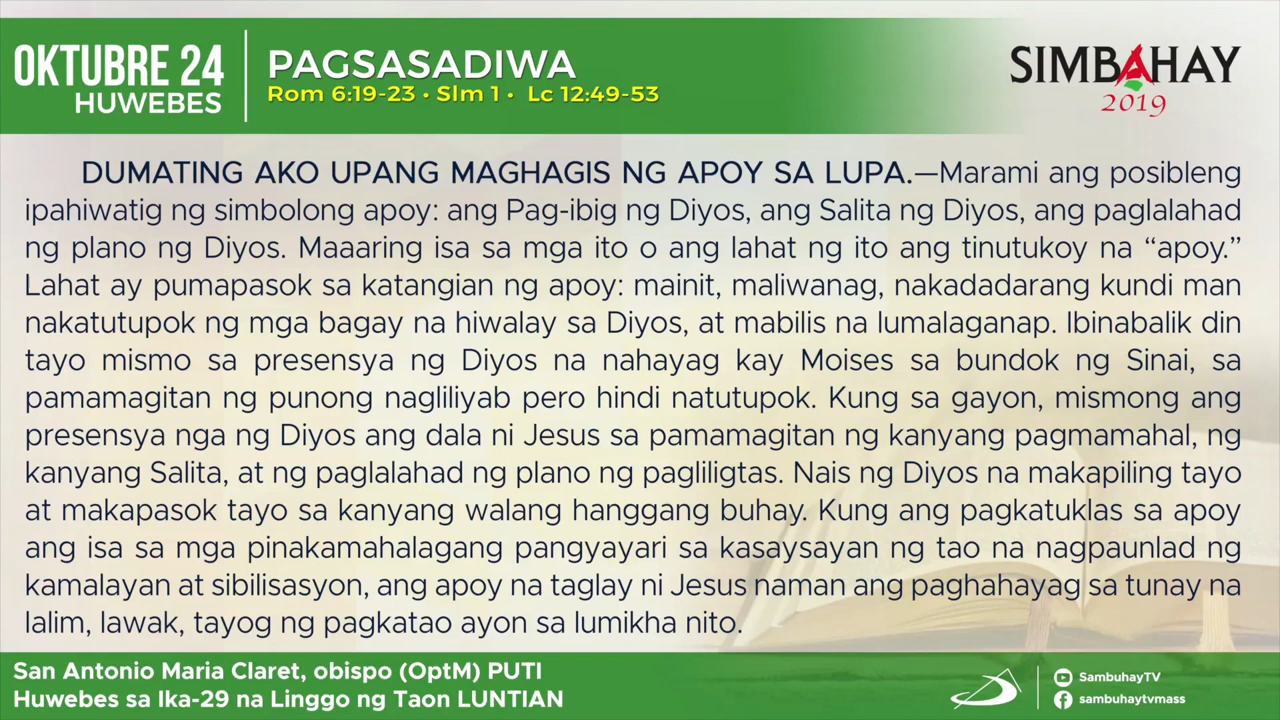 OKTUBRE 24
HUWEBES
PAGSASADIWA
Rom 6:19-23 • Slm 1 • Lc 12:49-53
SIMBAHAY
2019
DUMATING AKO UPANG MAGHAGIS NG APOY SA LUPA.—Marami ang posibleng
ipahiwatig ng simbolong apoy: ang Pag-ibig ng Diyos, ang Salita ng Diyos, ang paglalahad
ng plano ng Diyos. Maaaring isa sa mga ito o ang lahat ng ito ang tinutukoy na “apoy.”
Lahat ay pumapasok sa katangian ng apoy: mainit, maliwanag, nakadadarang kundi man
nakatutupok ng mga bagay na hiwalay sa Diyos, at mabilis na lumalaganap. Ibinabalik din
tayo mismo sa presensya ng Diyos na nahayag kay Moises sa bundok ng Sinai, sa
pamamagitan ng punong nagliliyab pero hindi natutupok. Kung sa gayon, mismong ang
presensya nga ng Diyos ang dala ni Jesus sa pamamagitan ng kanyang pagmamahal, ng
kanyang Salita, at ng paglalahad ng plano ng pagliligtas. Nais ng Diyos na makapiling tayo
at makapasok tayo sa kanyang walang hanggang buhay. Kung ang pagkatuklas sa apoy
ang isa sa mga pinakamahalagang pangyayari sa kasaysayan ng tao na nagpaunlad ng
kamalayan at sibilisasyon, ang apoy na taglay ni Jesus naman ang paghahayag sa tunay na
lalim, lawak, tayog ng pagkatao ayon sa lumikha nito.
San Antonio Maria Claret, obispo (OptM) PUTI
Huwebes sa Ika-29 na Linggo ng Taon LUNTIAN
SambuhayTV
sambuhaytvmass